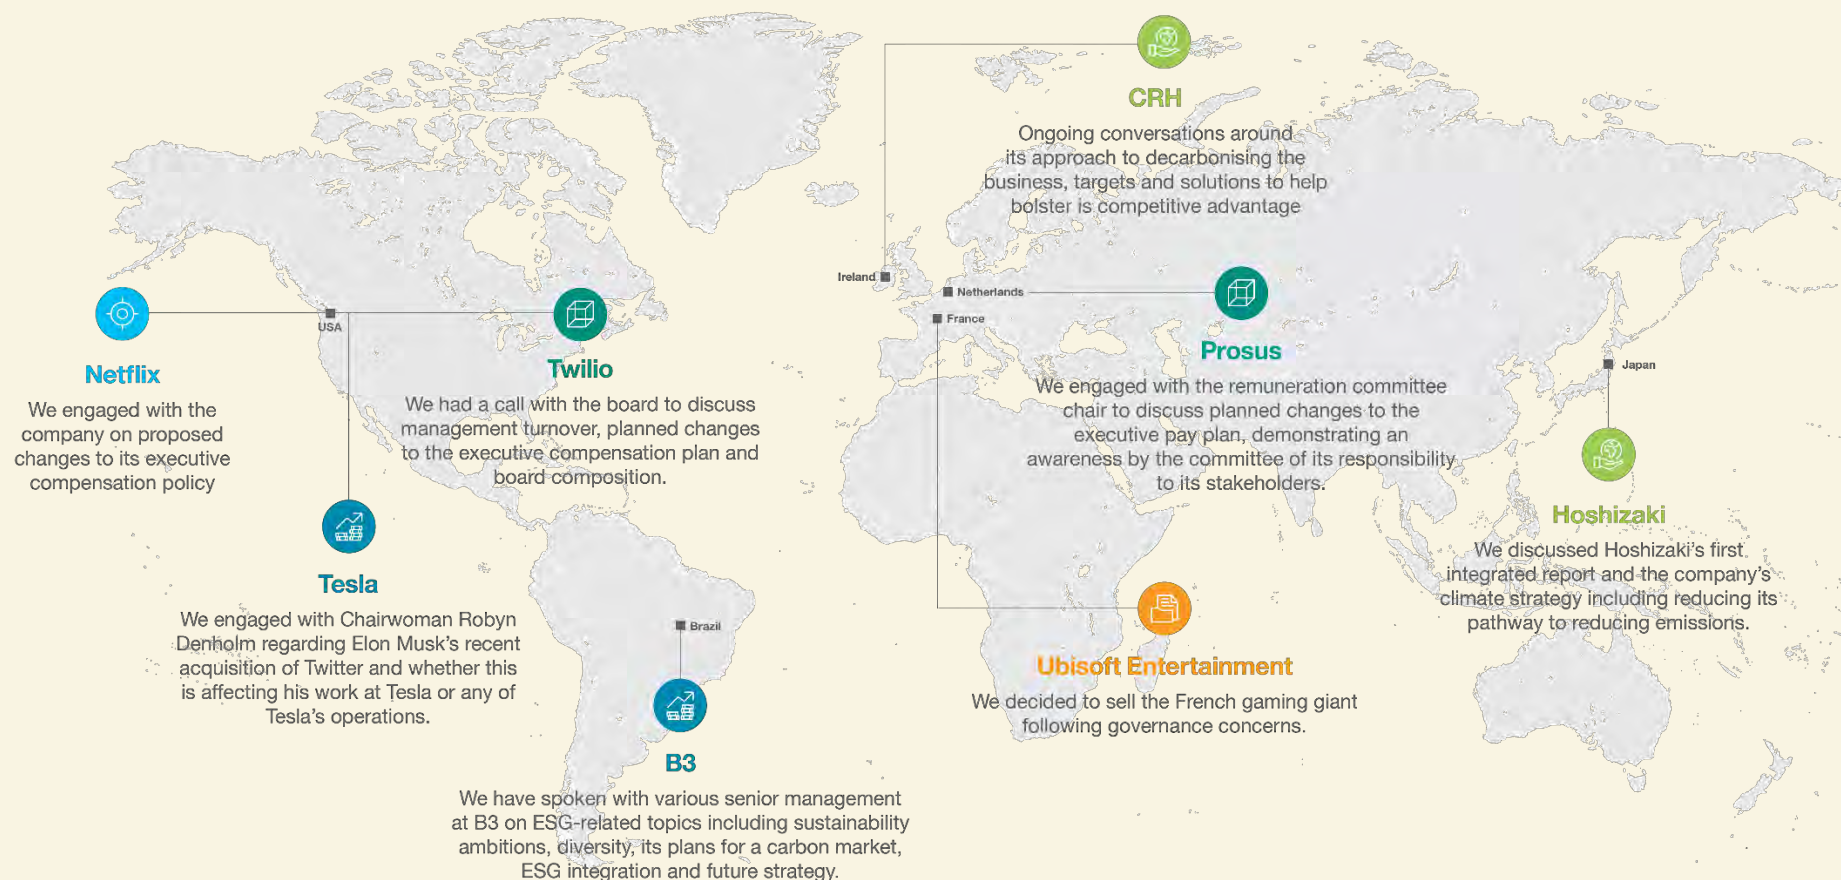 CRH
Ongoing conversations around
its approach to decarbonising the
business, targets and solutions to help
bolster is competitive advantage
Ireland
Netherlands
France
USA
Japan
Brazil
Netflix
We engaged with the
company on proposed
changes to its executive
compensation policy
Twilio
We had a call with the board to discuss
management turnover, planned changes
to the executive compensation plan and
board composition.
Prosus
We engaged with the remuneration committee
chair to discuss planned changes to the
executive pay plan, demonstrating an
awareness by the committee of its responsibility
to its stakeholders.
Hoshizaki
We discussed Hoshizaki's first
integrated report and the company's
climate strategy including reducing its
pathway to reducing emissions.
Tesla
We engaged with Chairwoman Robyn
Denholm regarding Elon Musk's recent
acquisition of Twitter and whether this
is affecting his work at Tesla or any of
Tesla's operations.
Ubisoft Entertainment
We decided to sell the French gaming giant
following governance concerns.
B3
We have spoken with various senior management
at B3 on ESG-related topics including sustainability
ambitions, diversity, its plans for a carbon market,
ESG integration and future strategy.